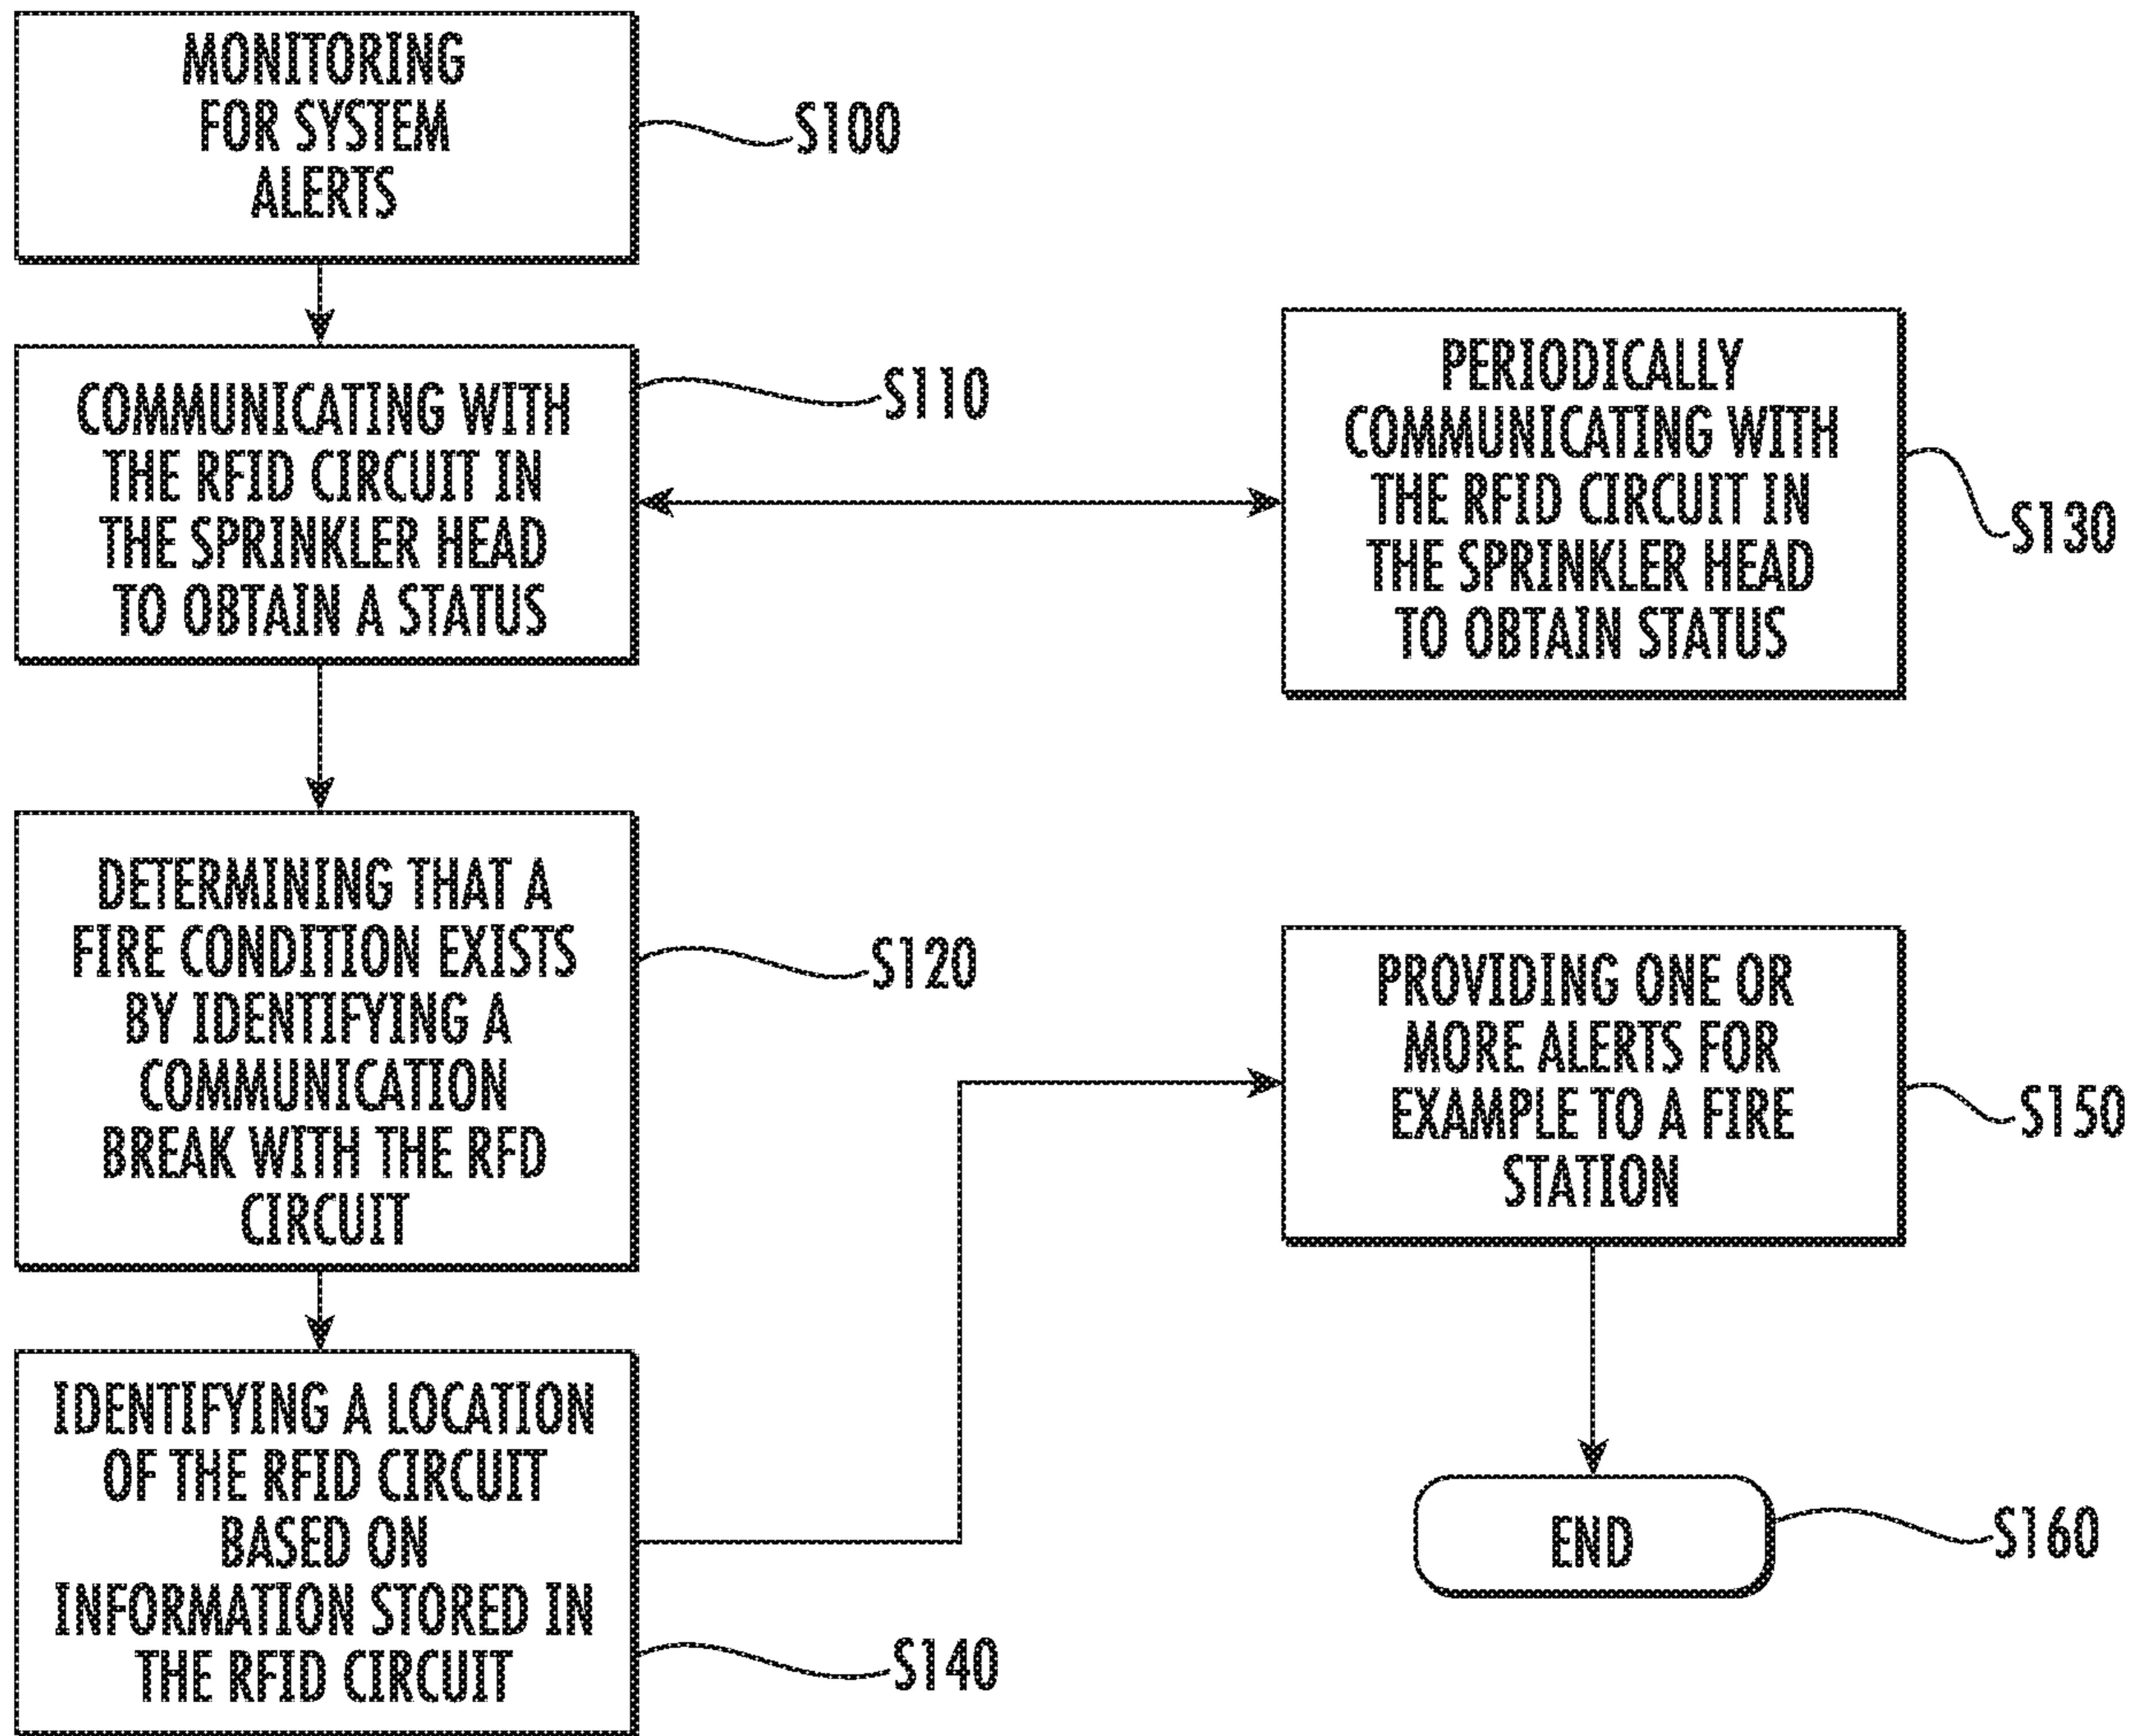 MONITORING
FOR SYSTEM
ALERTS
S100
COMMUNICATING WITH
THE RFID CIRCUIT IN
THE SPRINKLER HEAD
TO OBTAIN A STATUS
S110
PERIODICALLY
COMMUNICATING WITH
THE RFID CIRCUIT IN
THE SPRINKLER HEAD
TO OBTAIN STATUS
S130
DETERMINING THAT A
FIRE CONDITION EXISTS
BY IDENTIFYING A
COMMUNICATION
BREAK WITH THE RFD
CIRCUIT
S120
IDENTIFYING A LOCATION
OF THE RFID CIRCUIT
BASED ON
INFORMATION STORED IN
THE RFID CIRCUIT
S140
PROVIDING ONE OR
MORE ALERTS FOR
EXAMPLE TO A FIRE
STATION
S150
END
S160